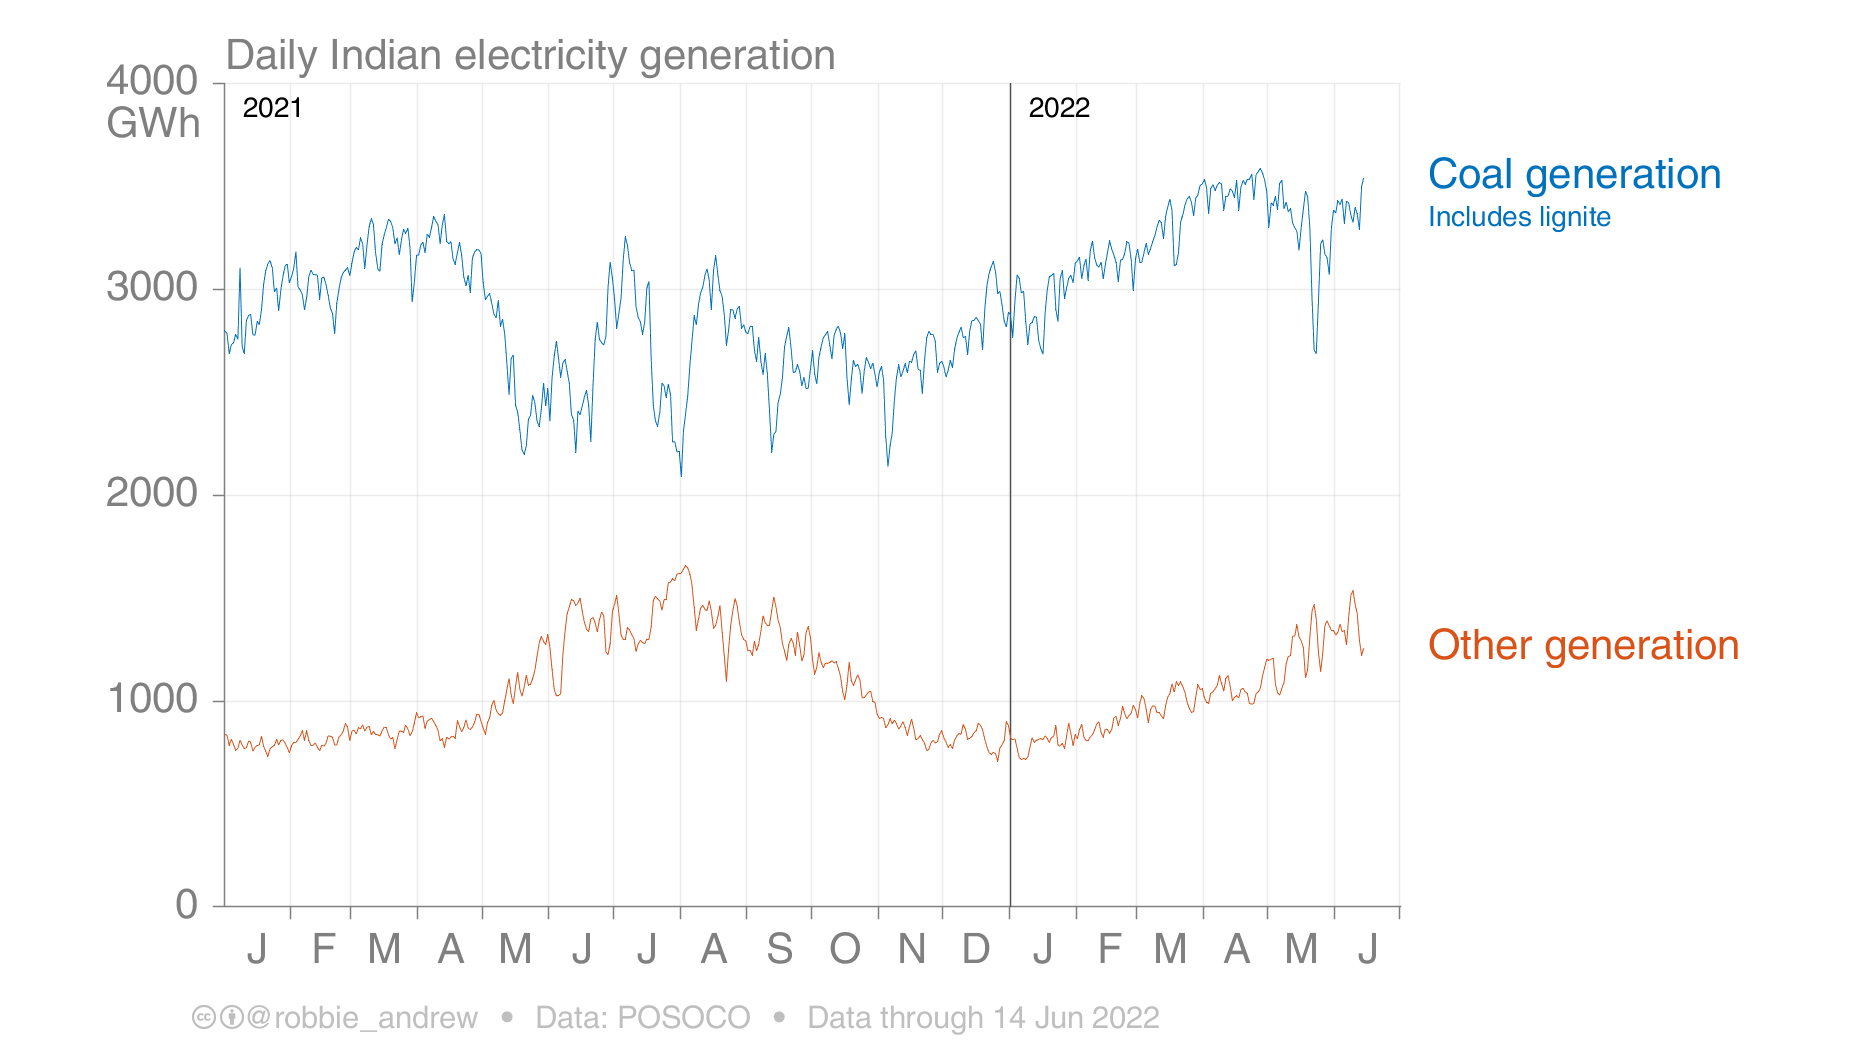 Daily Indian electricity generation
4000
GWh
2021
2022
Coal generation
Includes lignite
3000
2000
Other generation
1000
0
J F M A M J J A S O N D J F M A M J
@robbie_andrew • Data: POSOCO • Data through 14 Jun 2022